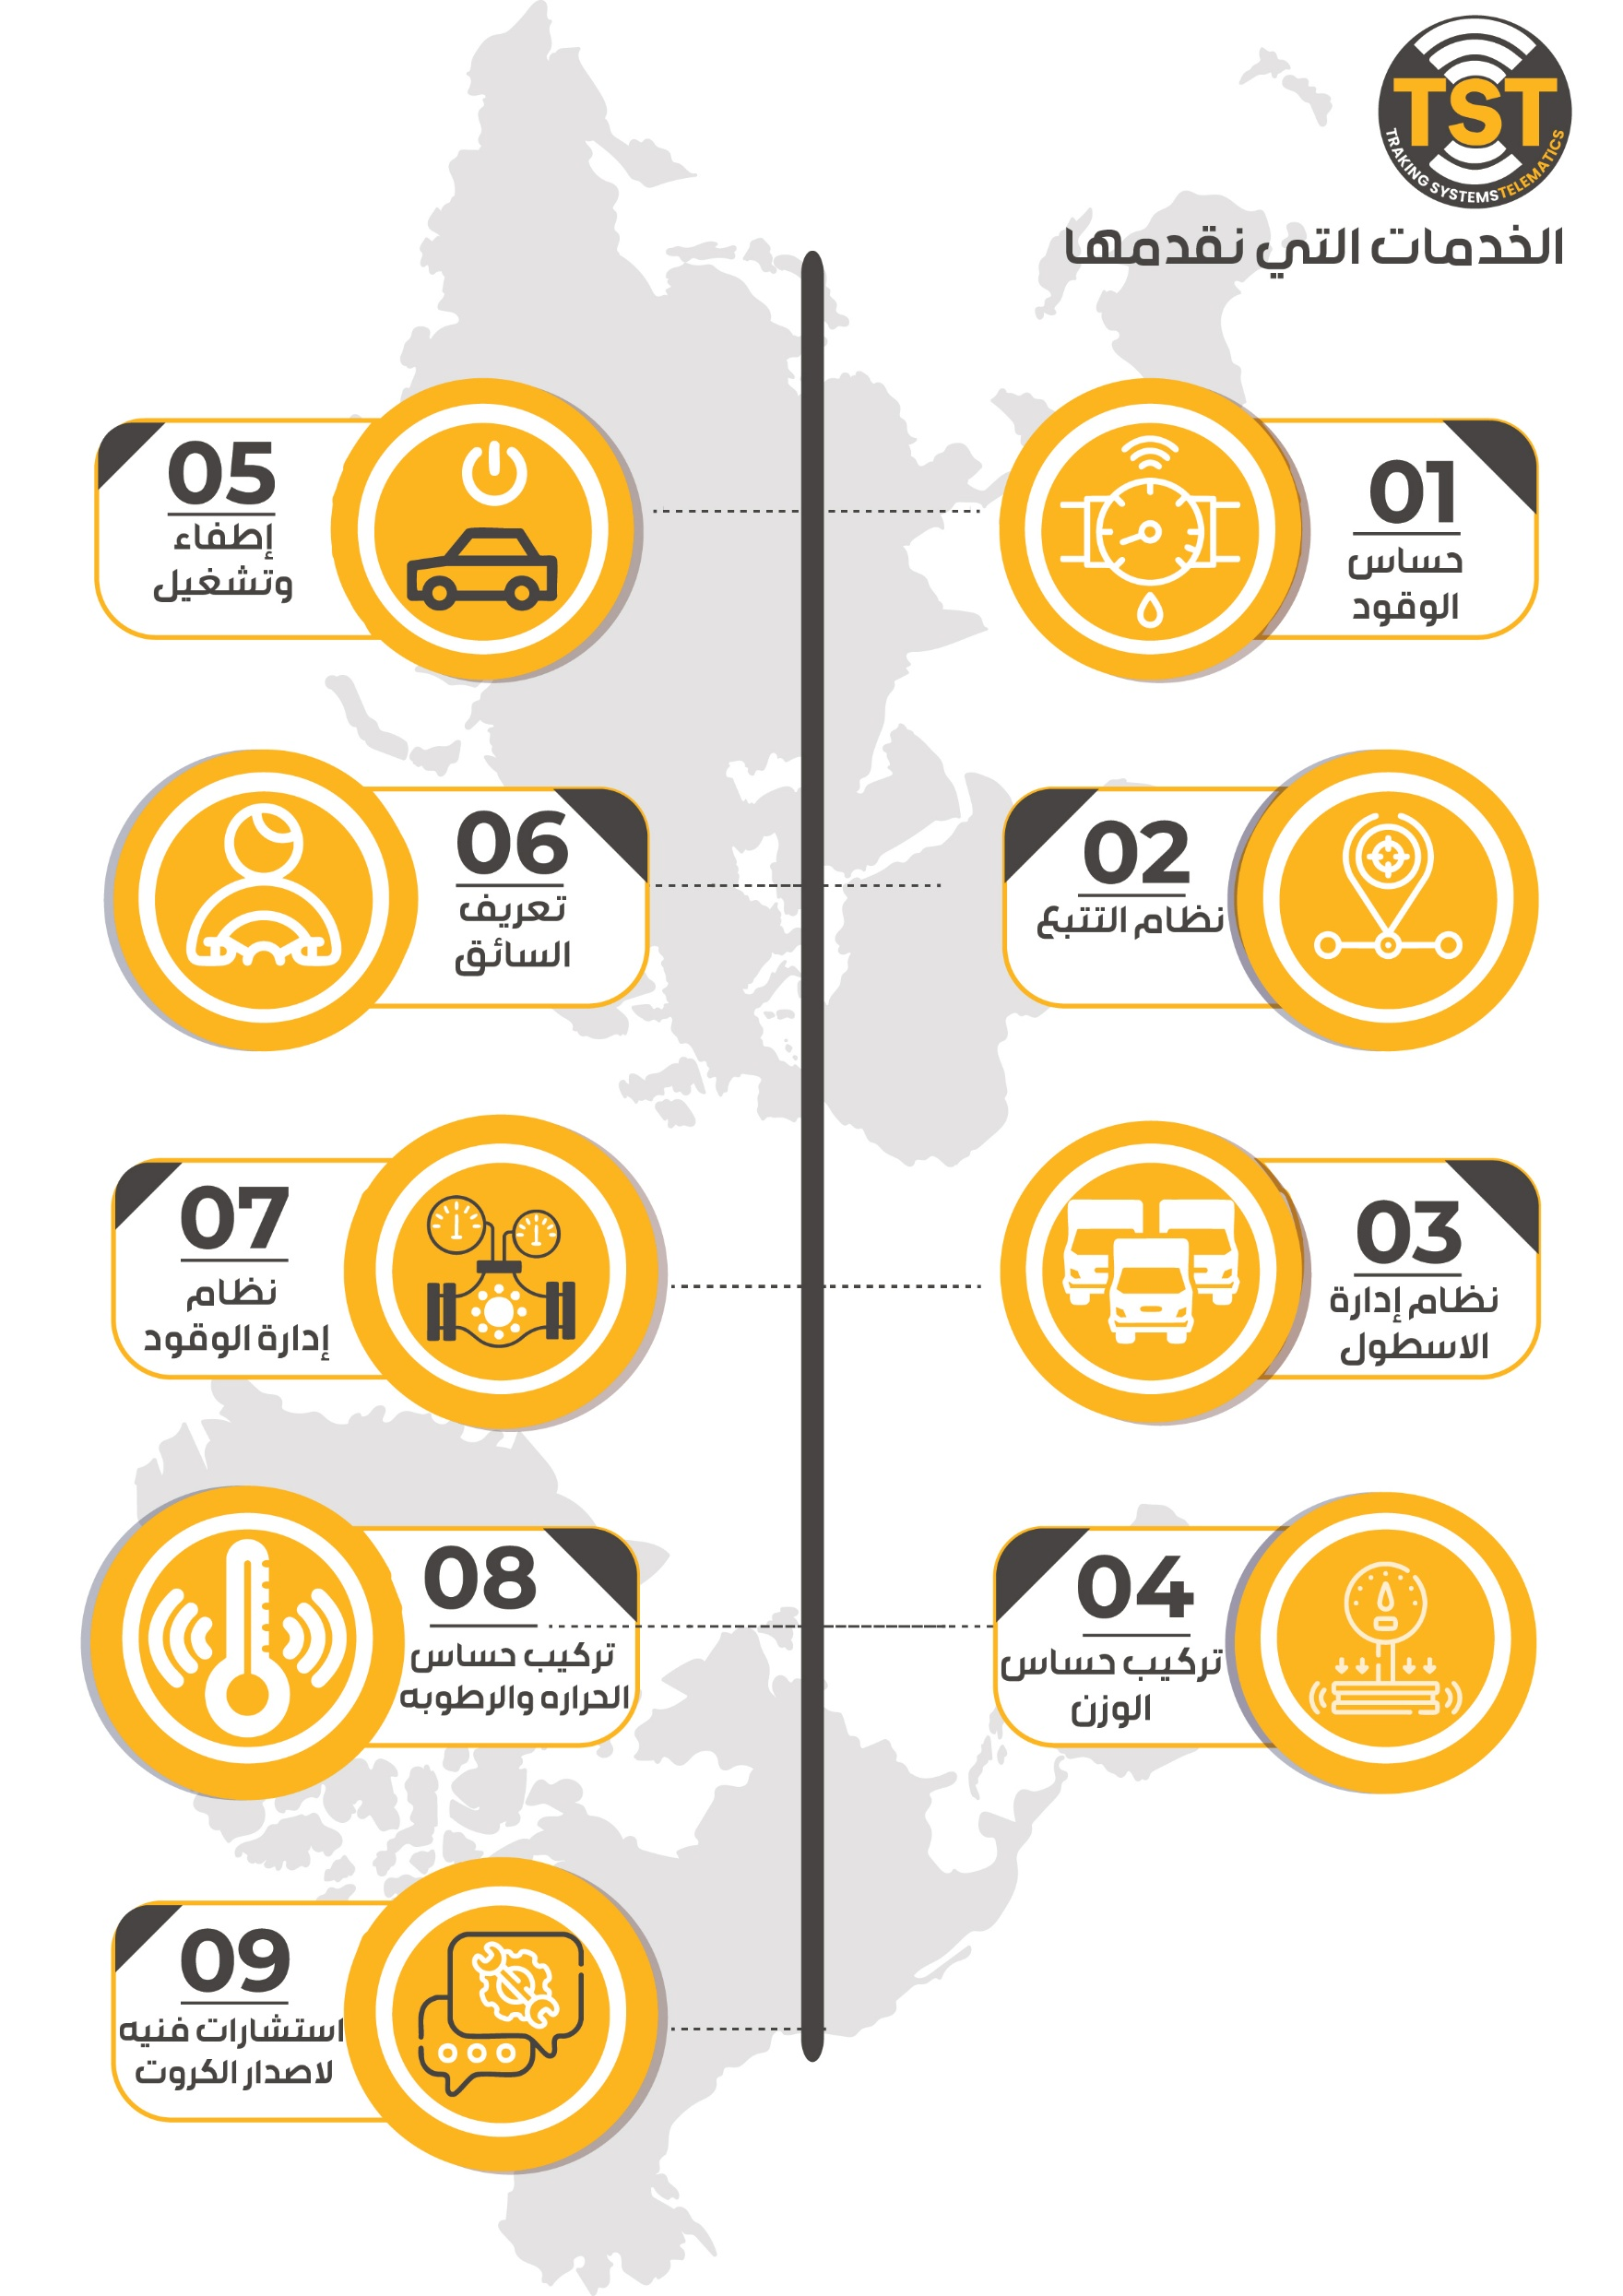 TST
TRAKING SYSTEMSTELEMATICS
الخدمات التي نقدمها
01
حساس
الوقود
02
نظام التتبع
03
نظام إدارة
الاسطول
04
تركيب حساس
الوزن
05
إطفاء
وتشغيل
06
تعريف
السائق
07
نظام
إدارة الوقود
08
تركيب حساس
الحراره والرطوبه
09
استشارات فنيه
لاصدار الكروت